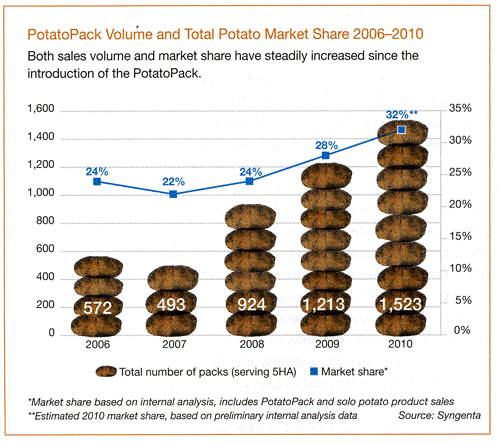 PotatoPack Volume and Total Potato Market Share 2006–2010
Both sales volume and market share have steadily increased since the
introduction of the PotatoPack.
1,600 35%
1,400 30%
1,200 25%
1,000 20%
800 15%
600 10%
400 5%
200 0%
0
24% 22% 24% 28% 32%**
572 493 924 1,213 1,523
2006 2007 2008 2009 2010
Total number of packs (serving 5HA) Market share*
*Market share based on internal analysis, includes PotatoPack and solo potato product sales
**Estimated 2010 market share, based on preliminary internal analysis data Source: Syngenta